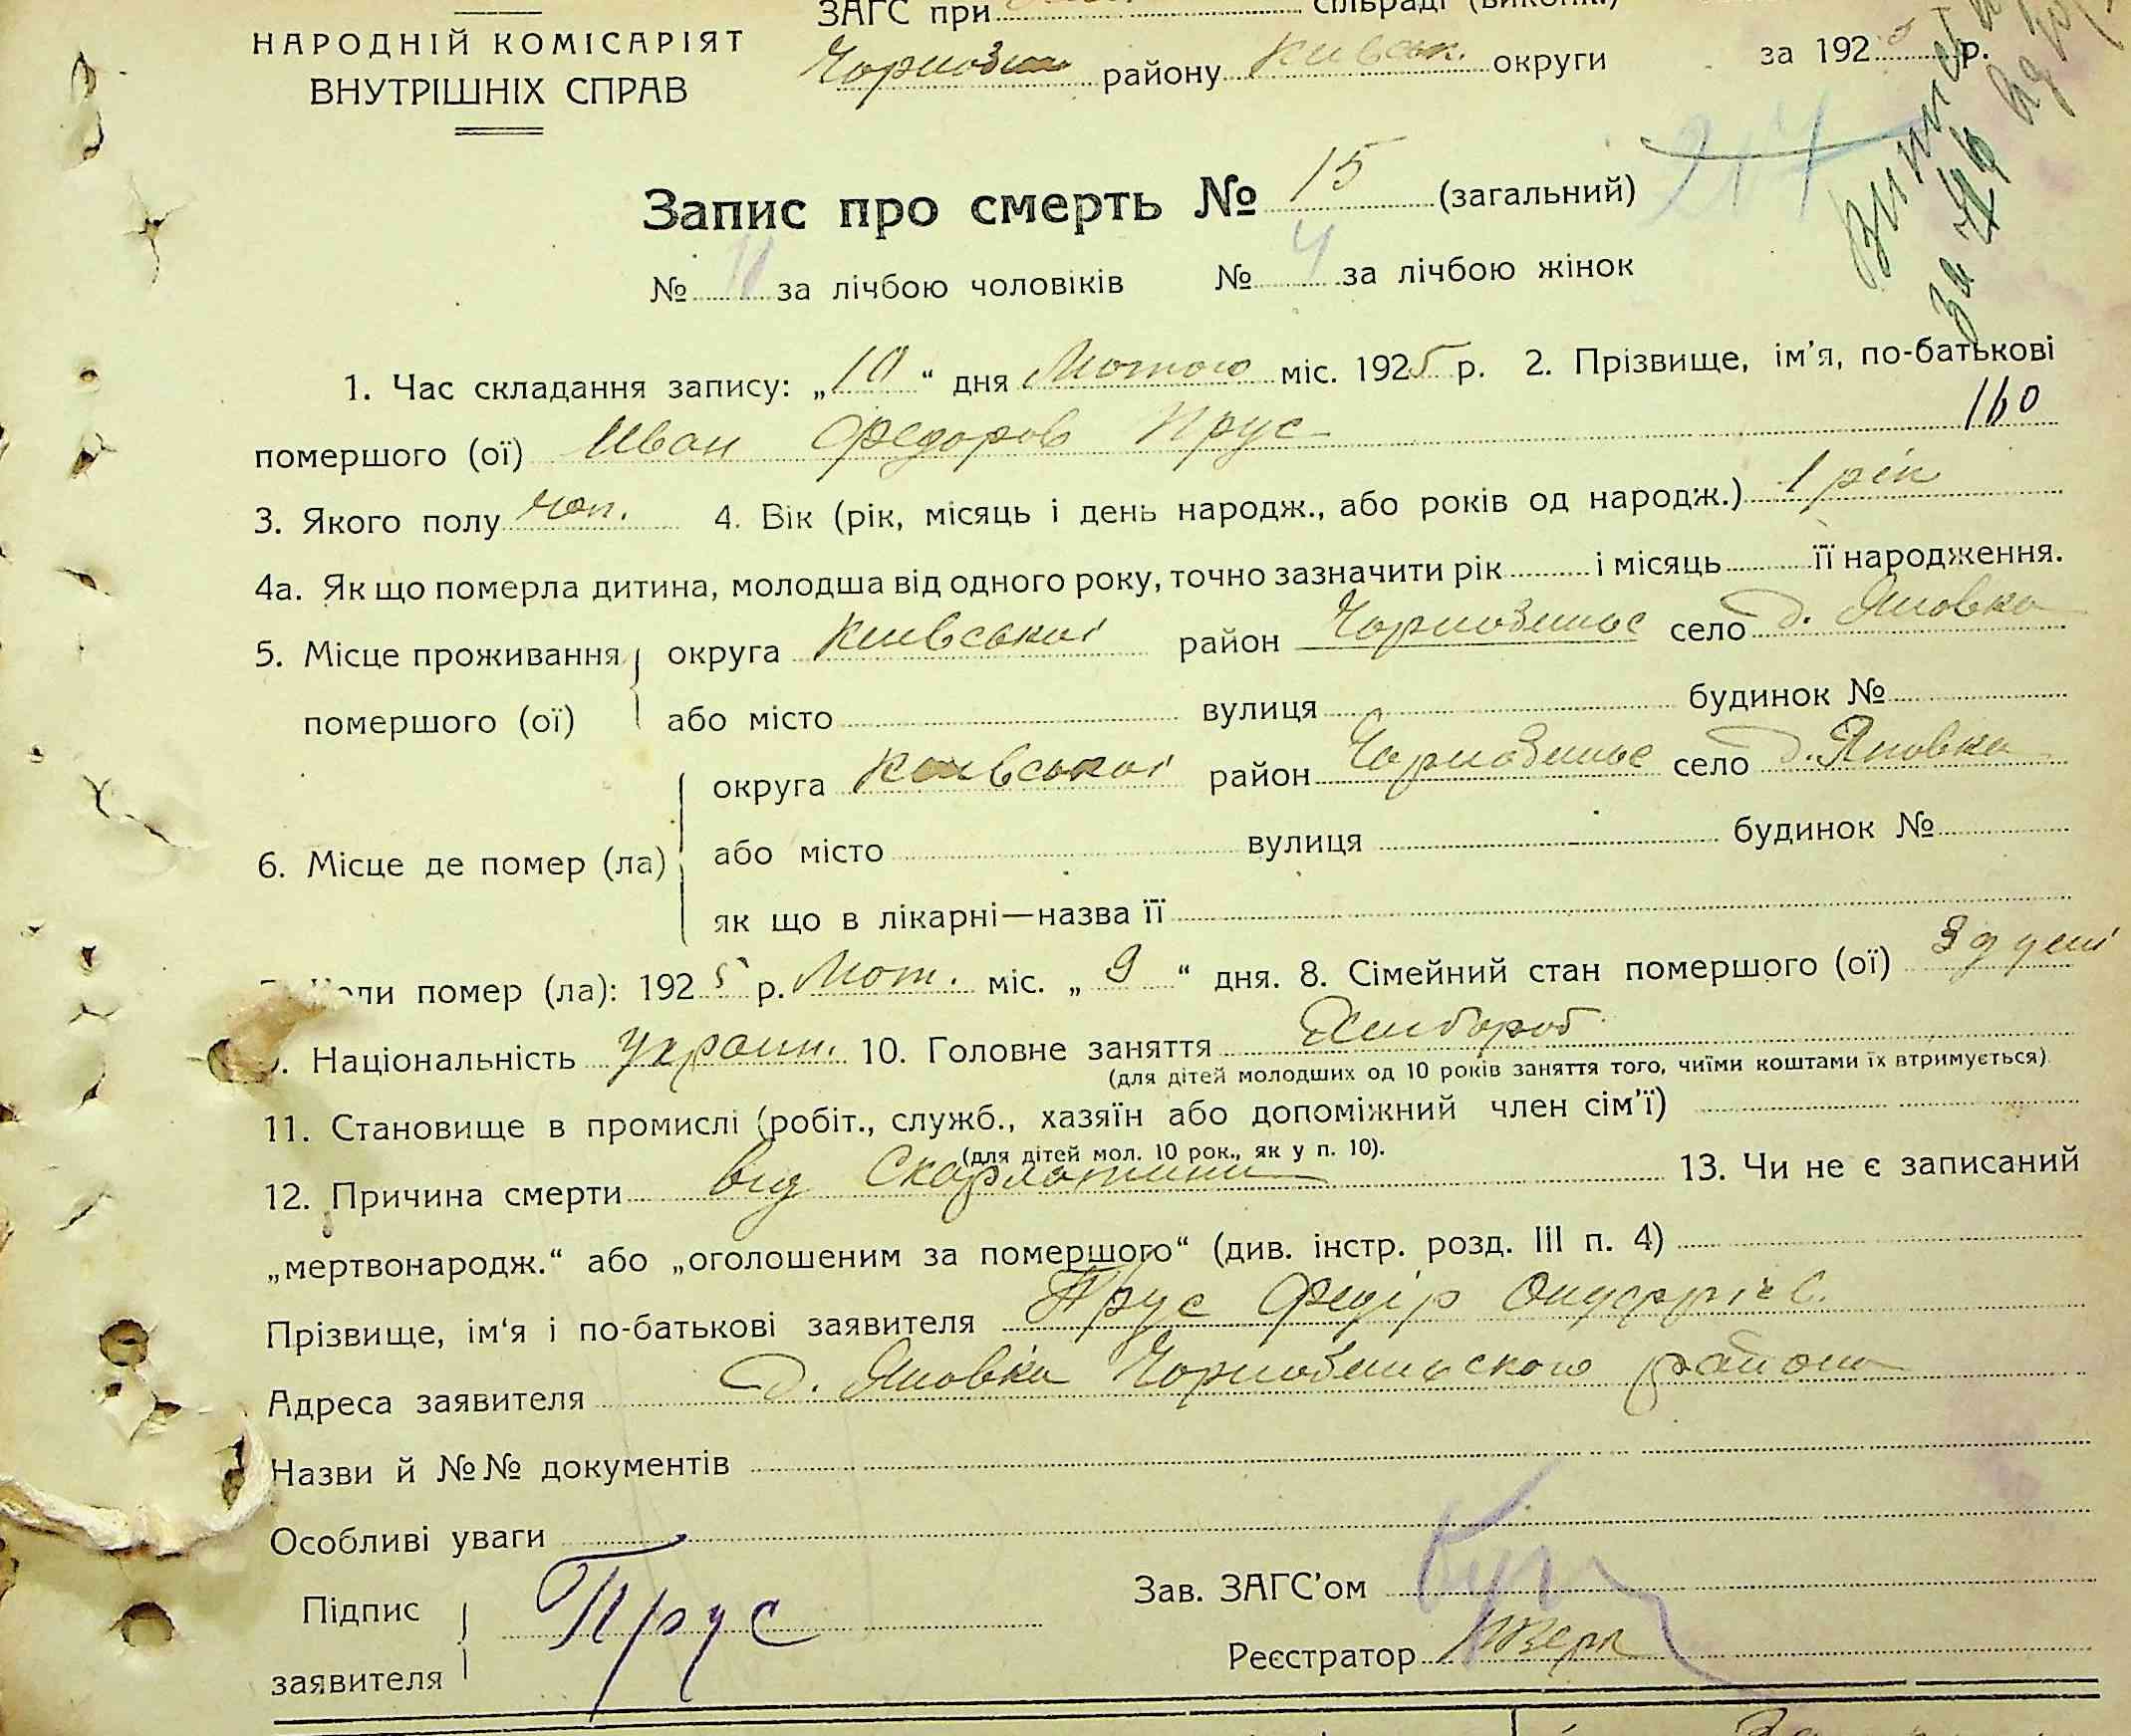 ЗАГС при сільраді (виконк.)
НАРОДНІЙ КОМІСАРІЯТ
ВНУТРІШНІХ СПРАВ
району Київськ. округи за 1925 р.
Запис про смерть № 15 (загальний)
№ 11 за лічбою чоловіків № 4 за лічбою жінок
1. Час складання запису: „10“ дня Лютого міс. 1925 р. 2. Прізвище, ім'я, по-батькові
160
помершого (ої) Иван Федоров Прус
3. Якого полу чол. 4. Вік (рік, місяць і день народж., або років од народж.) 1 рік
4а. Як що померла дитина, молодша від одного року, точно зазначити рік і місяць її народження.
5. Місце проживання округа Київської район село д. Яновка
помершого (ої) або місто вулиця будинок №
округа Київської район село д. Яновка
6. Місце де помер (ла) або місто вулиця будинок №
як що в лікарні—назва її
помер (ла): 1925 р. Лют. міс. „9“ дня. 8. Сімейний стан помершого (ої)
Національність Україн. 10. Головне заняття Хлібороб
(для дітей молодших од 10 років заняття того, чиїми коштами їх втримується)
11. Становище в промислі (робіт., служб., хазяїн або допоміжний член сім'ї)
(для дітей мол. 10 рок., як у п. 10).
12. Причина смерти від Скарлатини 13. Чи не є записаний
„мертвонародж.“ або „оголошеним за помершого“ (див. інстр. розд. III п. 4)
Прізвище, ім'я і по-батькові заявителя Прус Федір
Адреса заявителя д. Яновка Чорнобильського района
Назви й №№ документів
Особливі уваги
Підпис заявителя Прус
Зав. ЗАГС'ом
Реєстратор